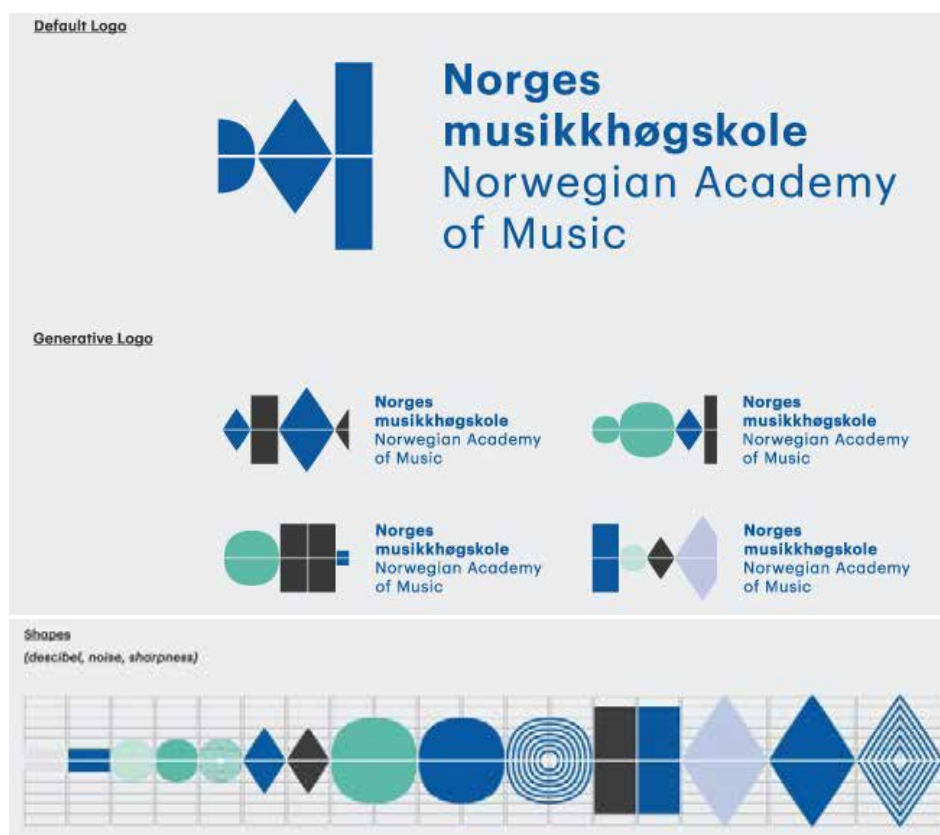 Default Logo
Norges
musikkhøgskole
Norwegian Academy
of Music
Generative Logo
Norges
musikkhøgskole
Norwegian Academy
of Music
Norges
musikkhøgskole
Norwegian Academy
of Music
Norges
musikkhøgskole
Norwegian Academy
of Music
Norges
musikkhøgskole
Norwegian Academy
of Music
Shapes
(descibel, noise, sharpness)